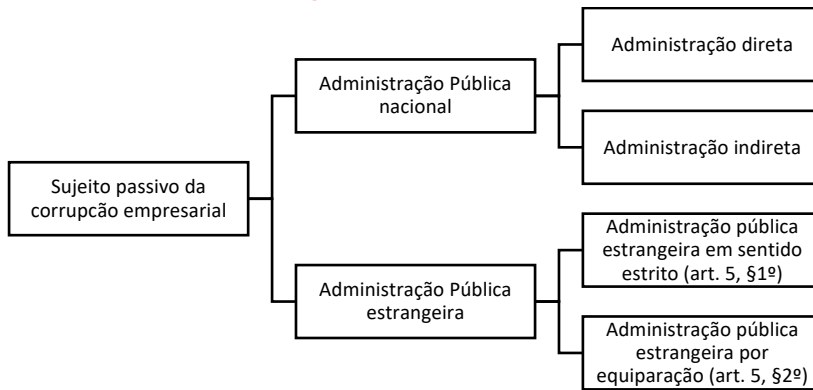 Administração direta
Administração Pública
nacional
Administração indireta
Sujeito passivo da
corrupcão empresarial
Administração pública
estrangeira em sentido
estrito (art. 5, §1º)
Administração Pública
estrangeira
Administração pública
estrangeira por
equiparação (art. 5, §2º)